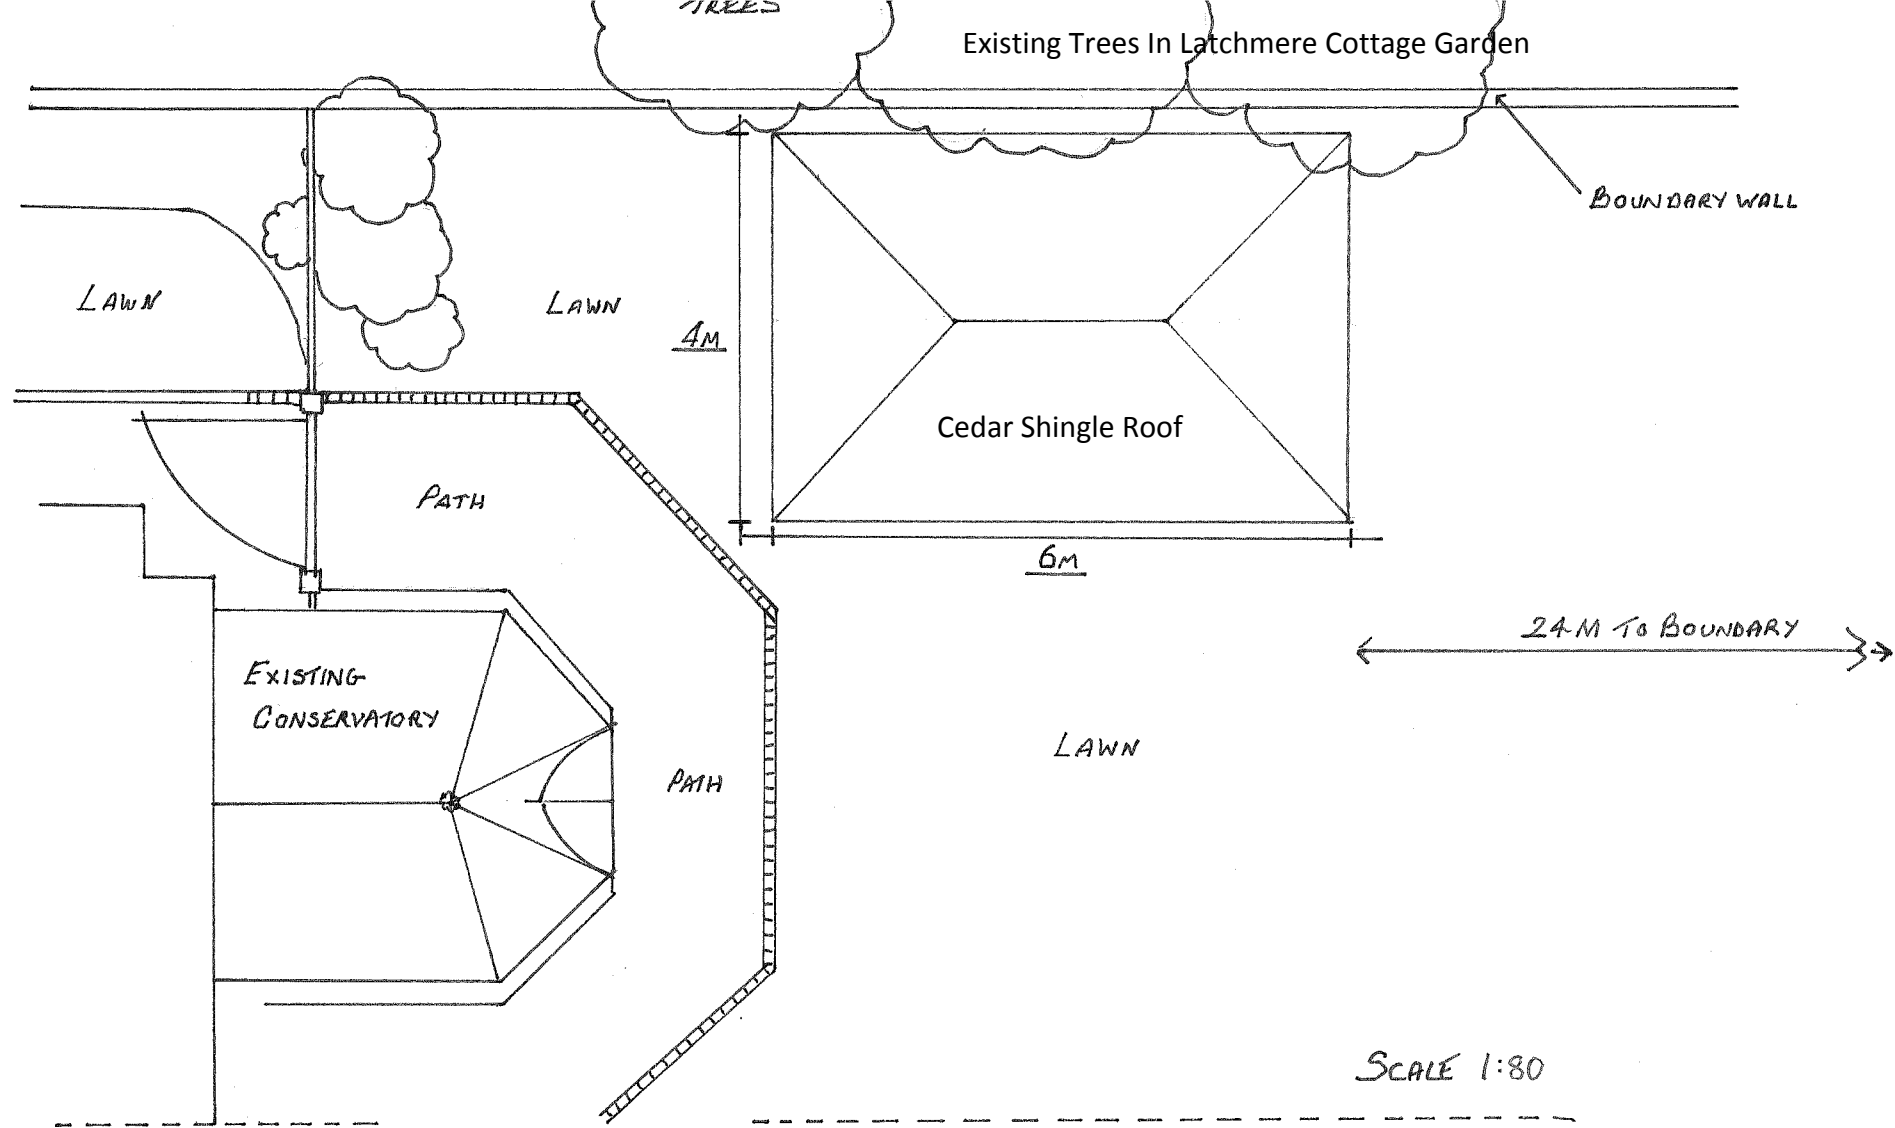 TREES
Existing Trees In Latchmere Cottage Garden
BOUNDARY WALL
LAWN
LAWN
4M
Cedar Shingle Roof
PATH
6M
24M TO BOUNDARY
EXISTING
CONSERVATORY
LAWN
PATH
SCALE 1:80